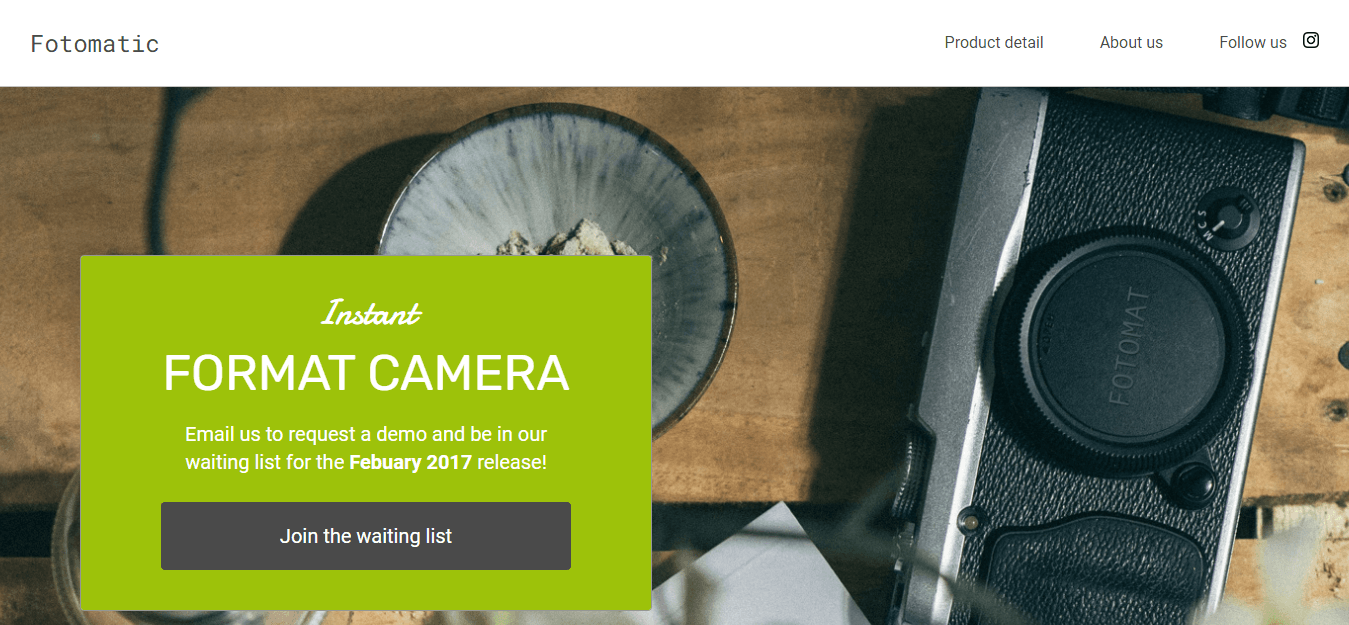 Fotomatic
Product detail
About us
Follow us
Instant
FORMAT CAMERA
Email us to request a demo and be in our
waiting list for the Febuary 2017 release!
Join the waiting list
FOTOMAT
S
C
M